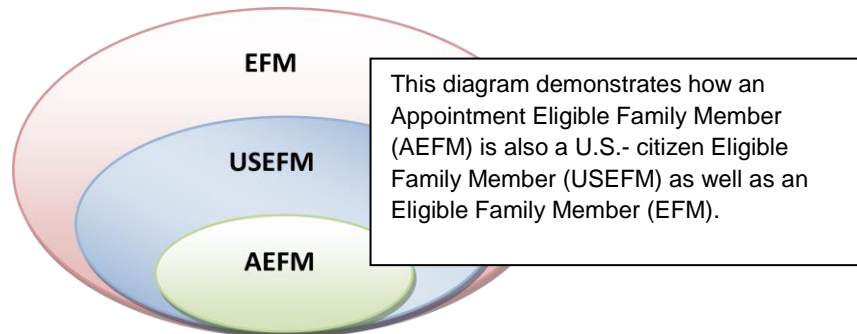 EFM
USEFM
AEFM
This diagram demonstrates how an
Appointment Eligible Family Member
(AEFM) is also a U.S.- citizen Eligible
Family Member (USEFM) as well as an
Eligible Family Member (EFM).